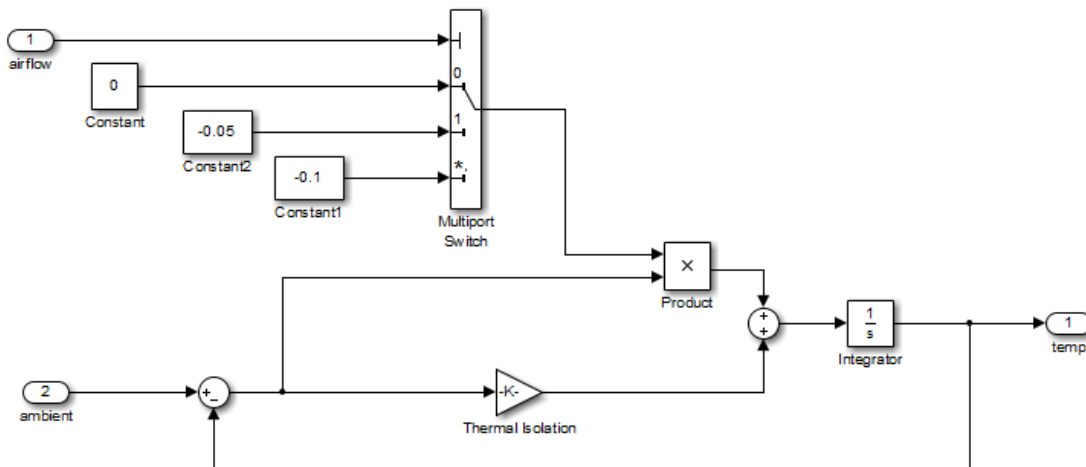 1
airflow
0
Constant
-0.05
Constant2
-0.1
Constant1
0
1
*,
Multiport
Switch
×
Product
+
+
1
s
Integrator
1
temp
2
ambient
+
-
-K-
Thermal Isolation